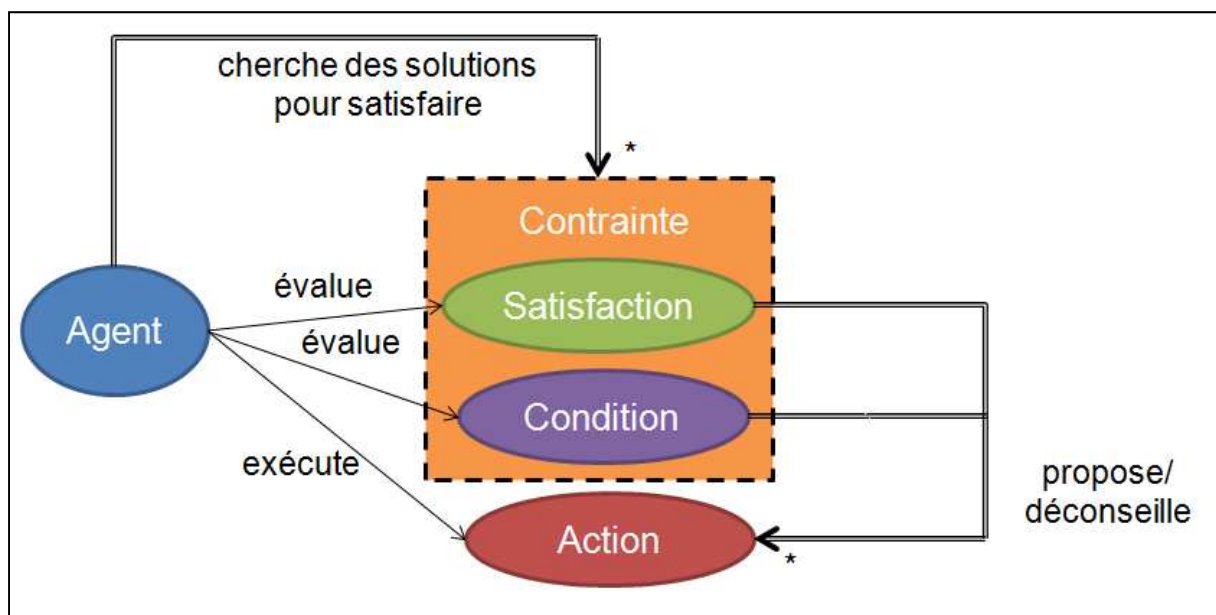 cherche des solutions
pour satisfaire
*
Contrainte
évalue
Satisfaction
Agent
évalue
Condition
exécute
propose/
déconseille
Action
*